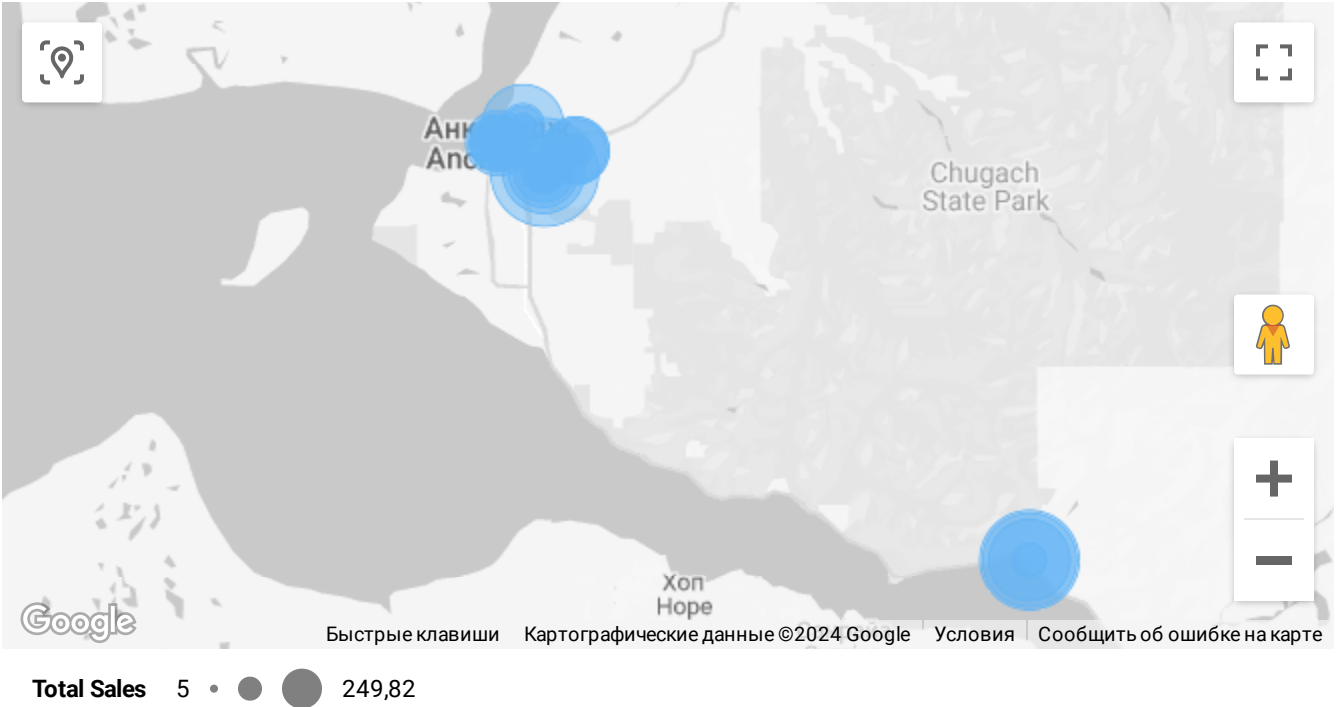 Chugach
State Park
Хоп
Hope
Google
Быстрые клавиши
Картографические данные ©2024 Google
Условия
Сообщить об ошибке на карте
Total Sales 5 249,82